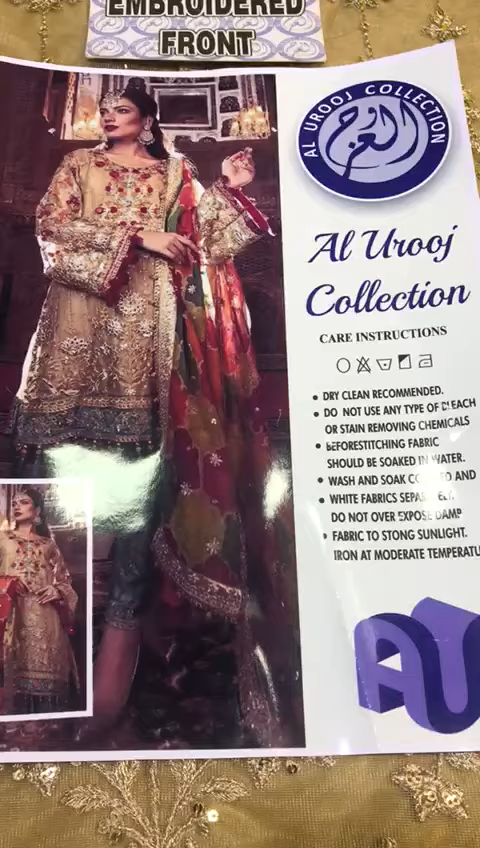 EMBROIDERED
FRONT
AL UROOJ COLLECTION
العروج
Al Urooj
Collection
CARE INSTRUCTIONS
• DRY CLEAN RECOMMENDED.
• DO NOT USE ANY TYPE OF BLEACH
OR STAIN REMOVING CHEMICALS
• BEFORESTITCHING FABRIC
SHOULD BE SOAKED IN WATER.
• WASH AND SOAK AND
• WHITE FABRICS
DO NOT OVER EXPOSE DAMP
• FABRIC TO STONG SUNLIGHT.
IRON AT MODERATE
AU